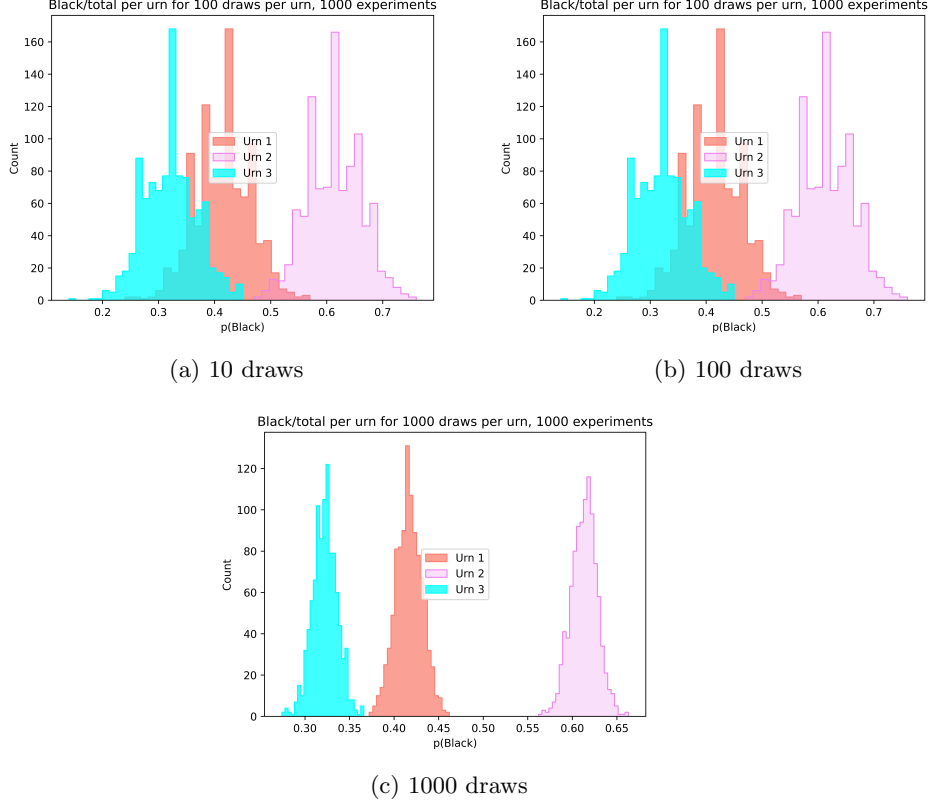 Black/total per urn for 100 draws per urn, 1000 experiments
160
140
120
100
80
60
40
20
0
Count
Urn 1
Urn 2
Urn 3
0.2 0.3 0.4 0.5 0.6 0.7
p(Black)
(a) 10 draws
Black/total per urn for 100 draws per urn, 1000 experiments
160
140
120
100
80
60
40
20
0
Count
Urn 1
Urn 2
Urn 3
0.2 0.3 0.4 0.5 0.6 0.7
p(Black)
(b) 100 draws
Black/total per urn for 1000 draws per urn, 1000 experiments
120
100
80
60
40
20
0
Count
Urn 1
Urn 2
Urn 3
0.30 0.35 0.40 0.45 0.50 0.55 0.60 0.65
p(Black)
(c) 1000 draws